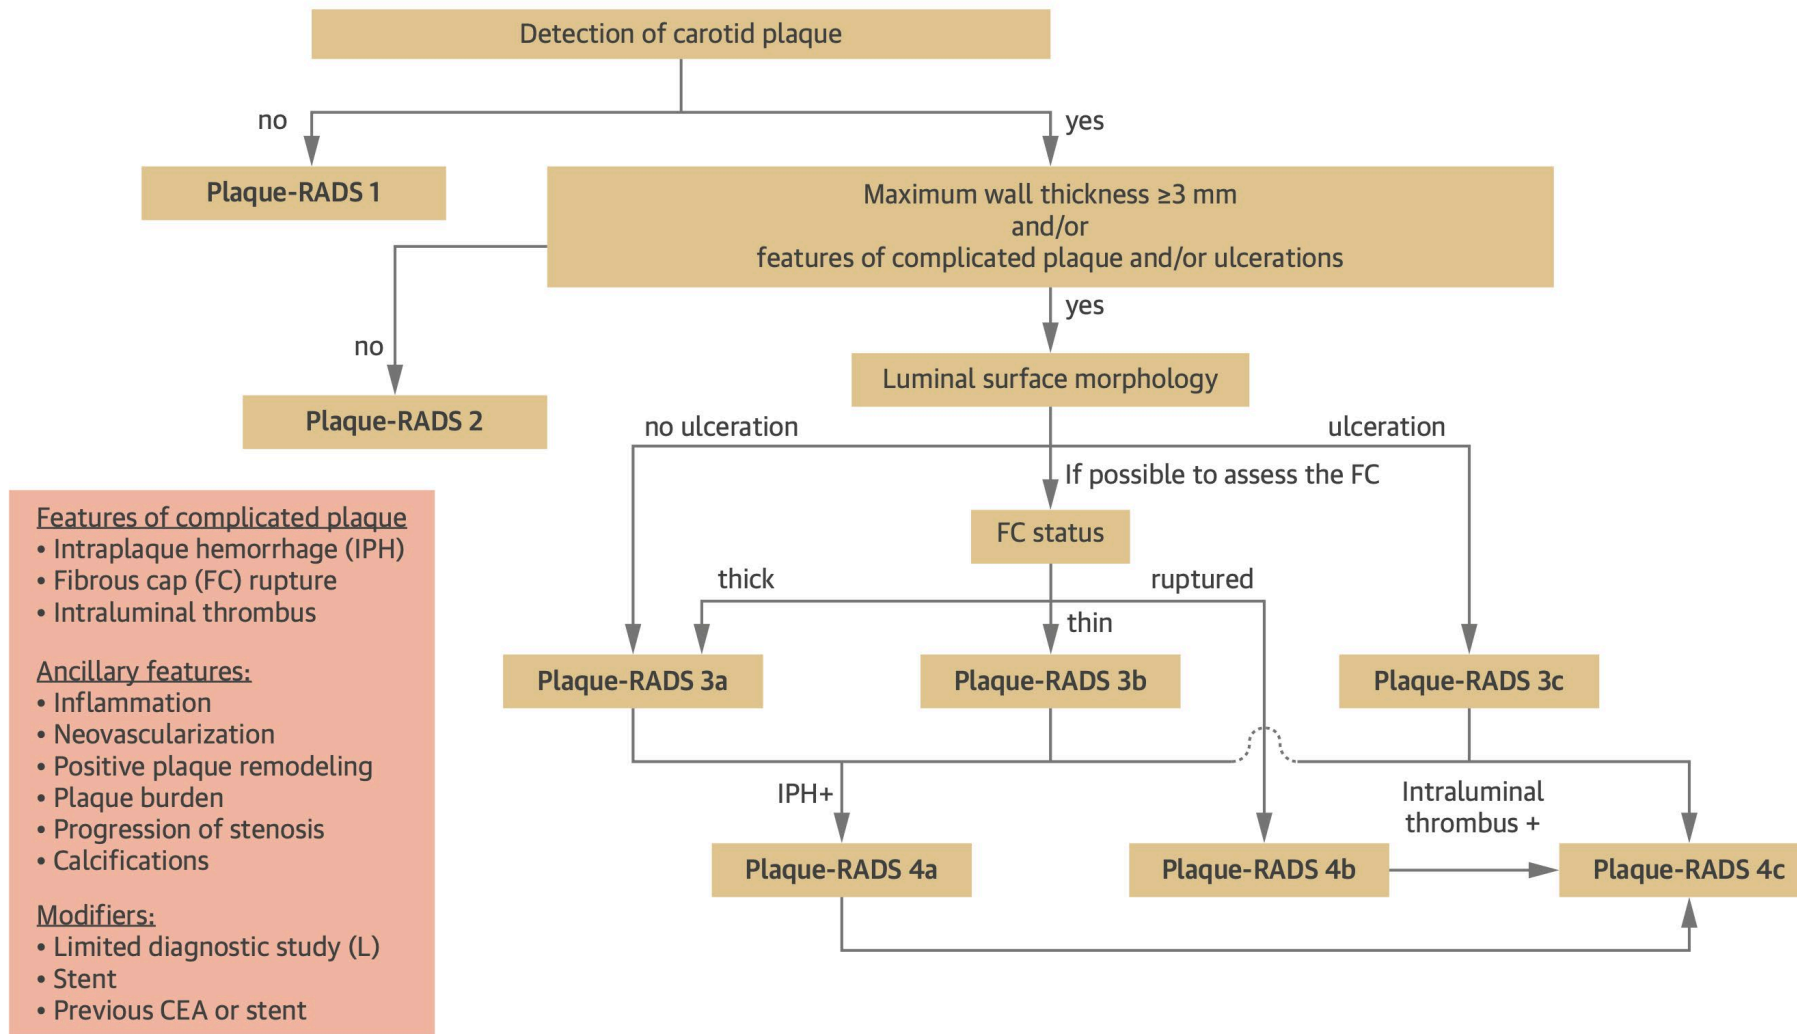 Detection of carotid plaque
no
yes
Plaque-RADS 1
Maximum wall thickness ≥3 mm
and/or
features of complicated plaque and/or ulcerations
yes
no
Luminal surface morphology
Plaque-RADS 2
no ulceration
ulceration
If possible to assess the FC
FC status
thick
ruptured
thin
Plaque-RADS 3a
Plaque-RADS 3b
Plaque-RADS 3c
IPH+
Intraluminal
thrombus +
Plaque-RADS 4a
Plaque-RADS 4b
Plaque-RADS 4c
Features of complicated plaque
• Intraplaque hemorrhage (IPH)
• Fibrous cap (FC) rupture
• Intraluminal thrombus
Ancillary features:
• Inflammation
• Neovascularization
• Positive plaque remodeling
• Plaque burden
• Progression of stenosis
• Calcifications
Modifiers:
• Limited diagnostic study (L)
• Stent
• Previous CEA or stent